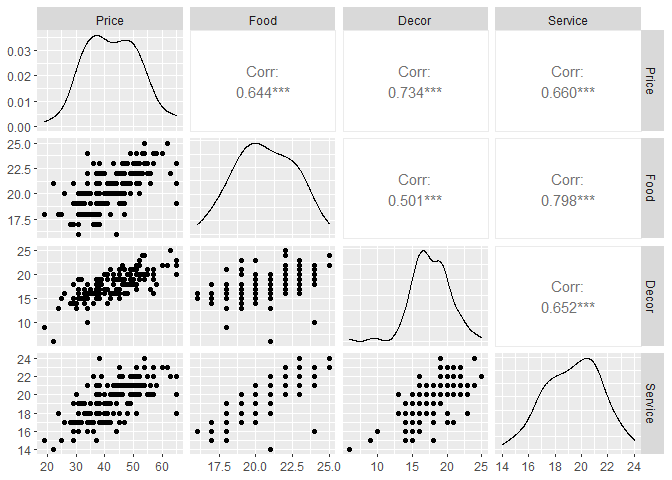 Price Food Decor Service
0.03
0.02
0.01
0.00
Corr:
0.644***
Corr:
0.734***
Corr:
0.660***
Price
25.0
22.5
20.0
17.5
Corr:
0.501***
Corr:
0.798***
Food
25
20
15
10
Corr:
0.652***
Decor
24
22
20
18
16
14
Service
20 30 40 50 60
17.5 20.0 22.5 25.0
10 15 20 25
14 16 18 20 22 24